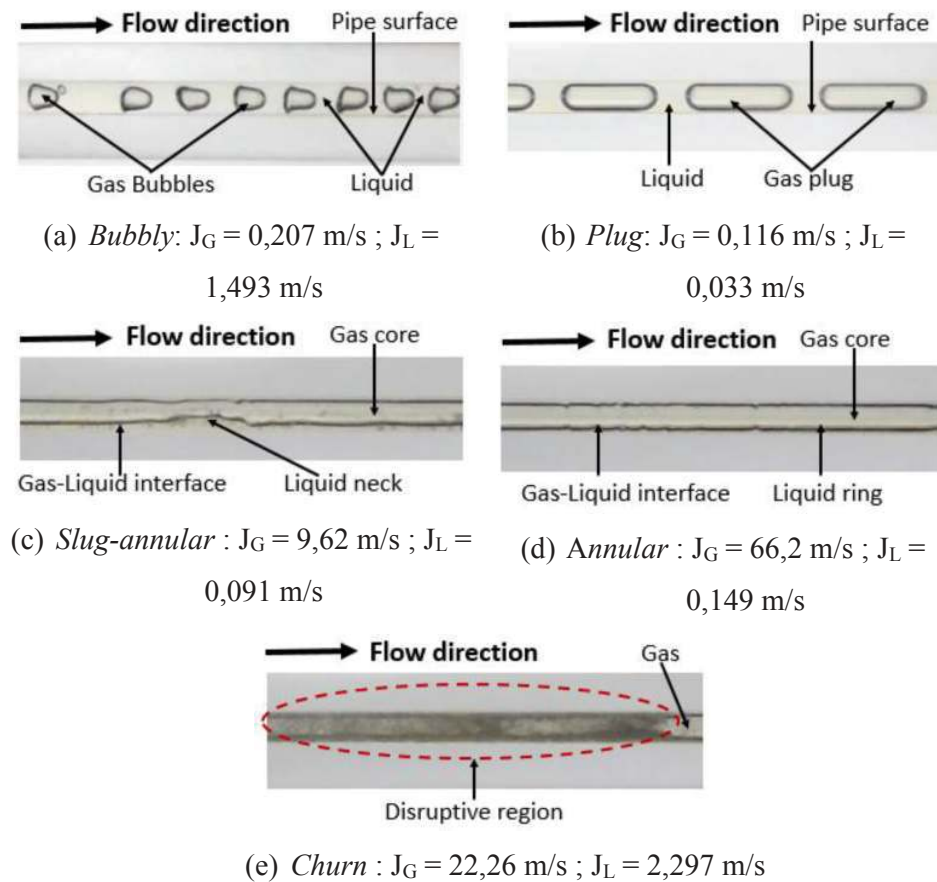 Flow direction
Pipe surface
Gas Bubbles
Liquid
(a) Bubbly: JG = 0,207 m/s ; JL =
1,493 m/s
Flow direction
Pipe surface
Liquid
Gas plug
(b) Plug: JG = 0,116 m/s ; JL =
0,033 m/s
Flow direction
Gas core
Gas-Liquid interface
Liquid neck
(c) Slug-annular : JG = 9,62 m/s ; JL =
0,091 m/s
Flow direction
Gas core
Gas-Liquid interface
Liquid ring
(d) Annular : JG = 66,2 m/s ; JL =
0,149 m/s
Flow direction
Gas
Disruptive region
(e) Churn : JG = 22,26 m/s ; JL = 2,297 m/s